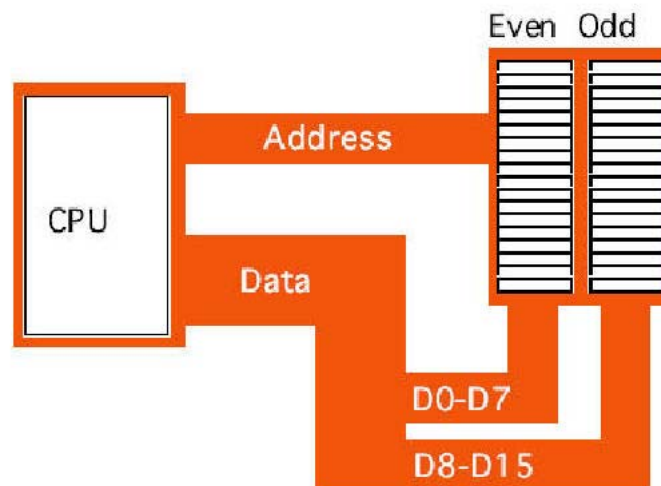 Even Odd
Address
CPU
Data
D0-D7
D8-D15